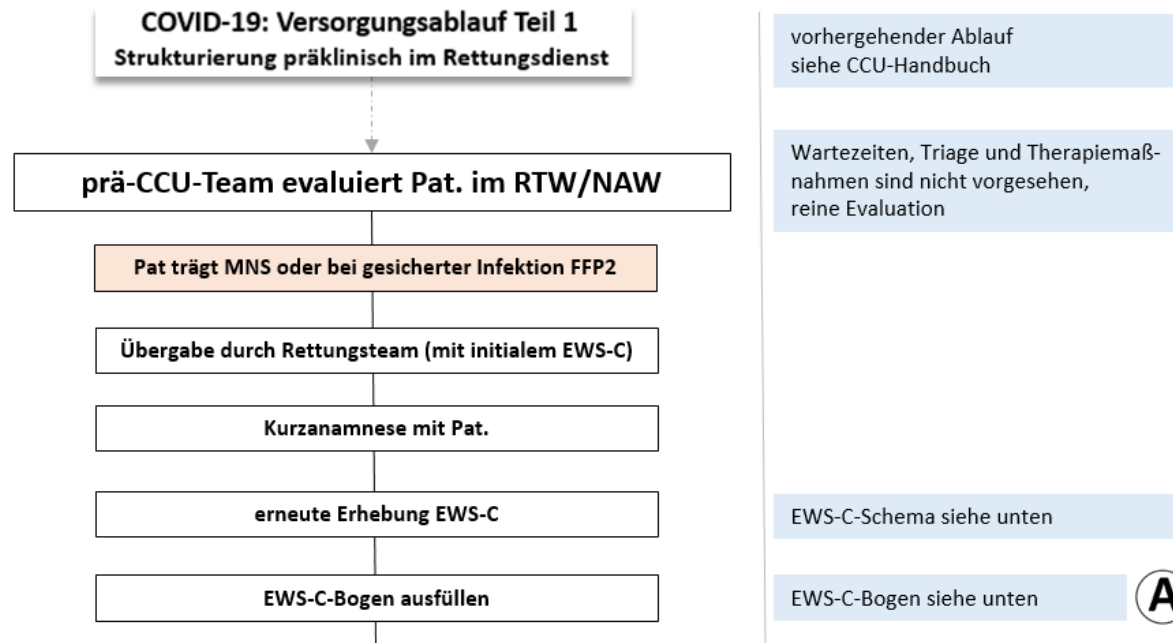 COVID-19: Versorgungsablauf Teil 1
Strukturierung präklinisch im Rettungsdienst
vorhergehender Ablauf
siehe CCU-Handbuch
prä-CCU-Team evaluiert Pat. im RTW/NAW
Wartezeiten, Triage und Therapiemaß-
nahmen sind nicht vorgesehen,
reine Evaluation
Pat trägt MNS oder bei gesicherter Infektion FFP2
Übergabe durch Rettungsteam (mit initialem EWS-C)
Kurzanamnese mit Pat.
erneute Erhebung EWS-C
EWS-C-Schema siehe unten
EWS-C-Bogen ausfüllen
EWS-C-Bogen siehe unten
A